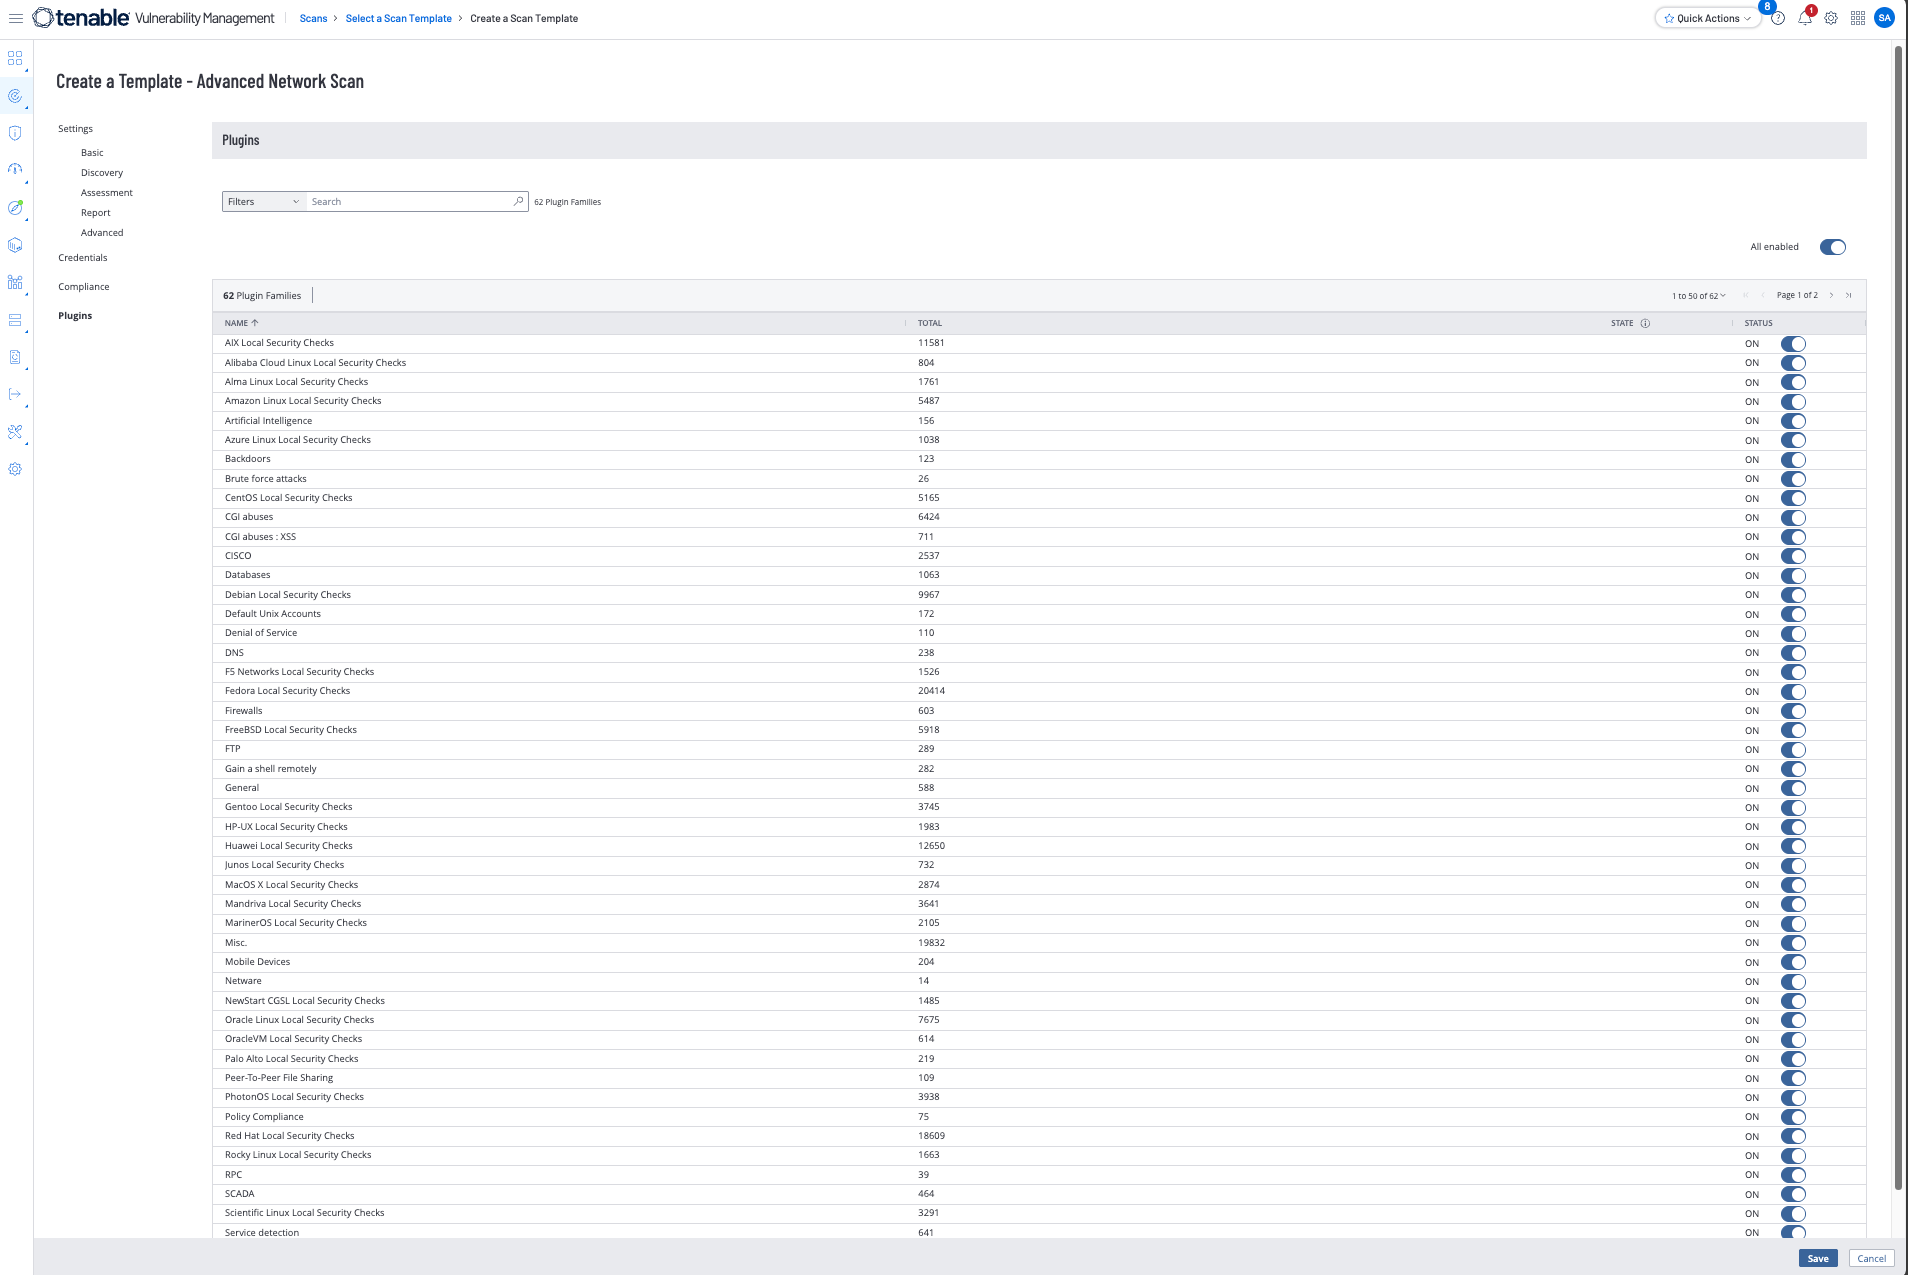 tenable Vulnerability Management Scans > Select a Scan Template > Create a Scan Template Quick Actions 8 ? 1 SA
Create a Template - Advanced Network Scan
Settings
Basic
Discovery
Assessment
Report
Advanced
Credentials
Compliance
Plugins
Plugins
Filters Search 62 Plugin Families
All enabled
62 Plugin Families 1 to 50 of 62 Page 1 of 2
NAME TOTAL STATE STATUS
AIX Local Security Checks 11581 ON
Alibaba Cloud Linux Local Security Checks 804 ON
Alma Linux Local Security Checks 1761 ON
Amazon Linux Local Security Checks 5487 ON
Artificial Intelligence 156 ON
Azure Linux Local Security Checks 1038 ON
Backdoors 123 ON
Brute force attacks 26 ON
CentOS Local Security Checks 5165 ON
CGI abuses 6424 ON
CGI abuses : XSS 711 ON
CISCO 2537 ON
Databases 1063 ON
Debian Local Security Checks 9967 ON
Default Unix Accounts 172 ON
Denial of Service 110 ON
DNS 238 ON
F5 Networks Local Security Checks 1526 ON
Fedora Local Security Checks 20414 ON
Firewalls 603 ON
FreeBSD Local Security Checks 5918 ON
FTP 289 ON
Gain a shell remotely 282 ON
General 588 ON
Gentoo Local Security Checks 3745 ON
HP-UX Local Security Checks 1983 ON
Huawei Local Security Checks 12650 ON
Junos Local Security Checks 732 ON
MacOS X Local Security Checks 2874 ON
Mandriva Local Security Checks 3641 ON
MarinerOS Local Security Checks 2105 ON
Misc. 19832 ON
Mobile Devices 204 ON
Netware 14 ON
NewStart CGSL Local Security Checks 1485 ON
Oracle Linux Local Security Checks 7675 ON
OracleVM Local Security Checks 614 ON
Palo Alto Local Security Checks 219 ON
Peer-To-Peer File Sharing 109 ON
PhotonOS Local Security Checks 3938 ON
Policy Compliance 75 ON
Red Hat Local Security Checks 18609 ON
Rocky Linux Local Security Checks 1663 ON
RPC 39 ON
SCADA 464 ON
Scientific Linux Local Security Checks 3291 ON
Service detection 641 ON
Save Cancel